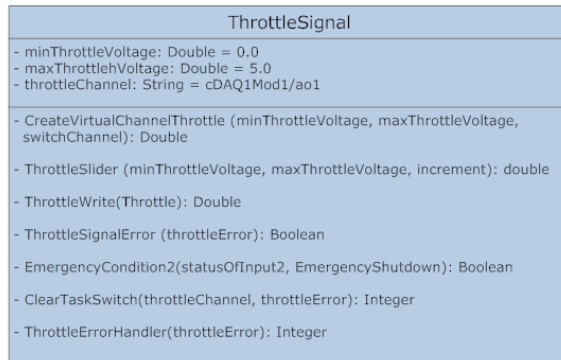 ThrottleSignal
- minThrottleVoltage: Double = 0.0
- maxThrottlehVoltage: Double = 5.0
- throttleChannel: String = cDAQ1Mod1/ao1
- CreateVirtualChannelThrottle (minThrottleVoltage, maxThrottleVoltage,
switchChannel): Double
- ThrottleSlider (minThrottleVoltage, maxThrottleVoltage, increment): double
- ThrottleWrite(Throttle): Double
- ThrottleSignalError (throttleError): Boolean
- EmergencyCondition2(statusOfInput2, EmergencyShutdown): Boolean
- ClearTaskSwitch(throttleChannel, throttleError): Integer
- ThrottleErrorHandler(throttleError): Integer